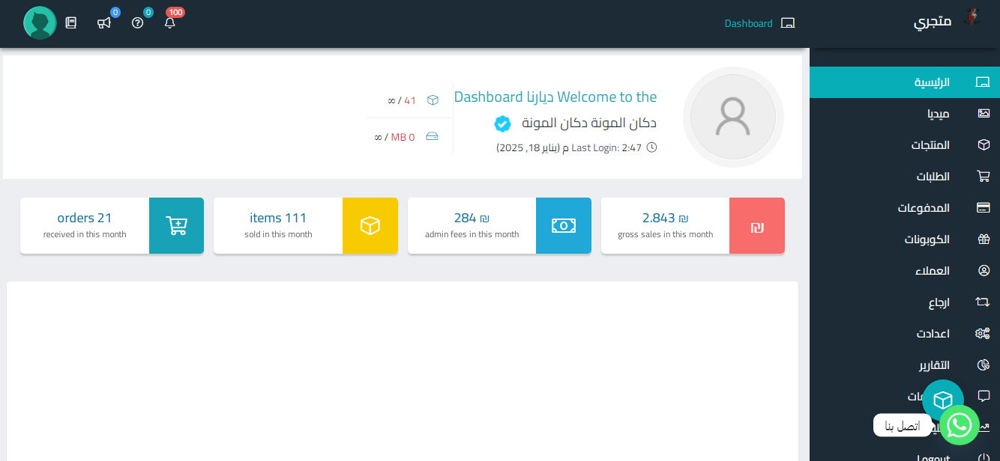 متجري
Dashboard
100
0
0
الرئيسية
ميديا
المنتجات
الطلبات
المدفوعات
الكوبونات
العملاء
ارجاع
اعدادت
التقارير
Logout
اتصل بنا
Welcome to the ديارنا Dashboard
دكان المونة دكان المونة
Last Login: 2:47 م (يناير 18, 2025)
41 / ∞
0 MB / ∞
2.843 ₪
gross sales in this month
284 ₪
admin fees in this month
111 items
sold in this month
21 orders
received in this month